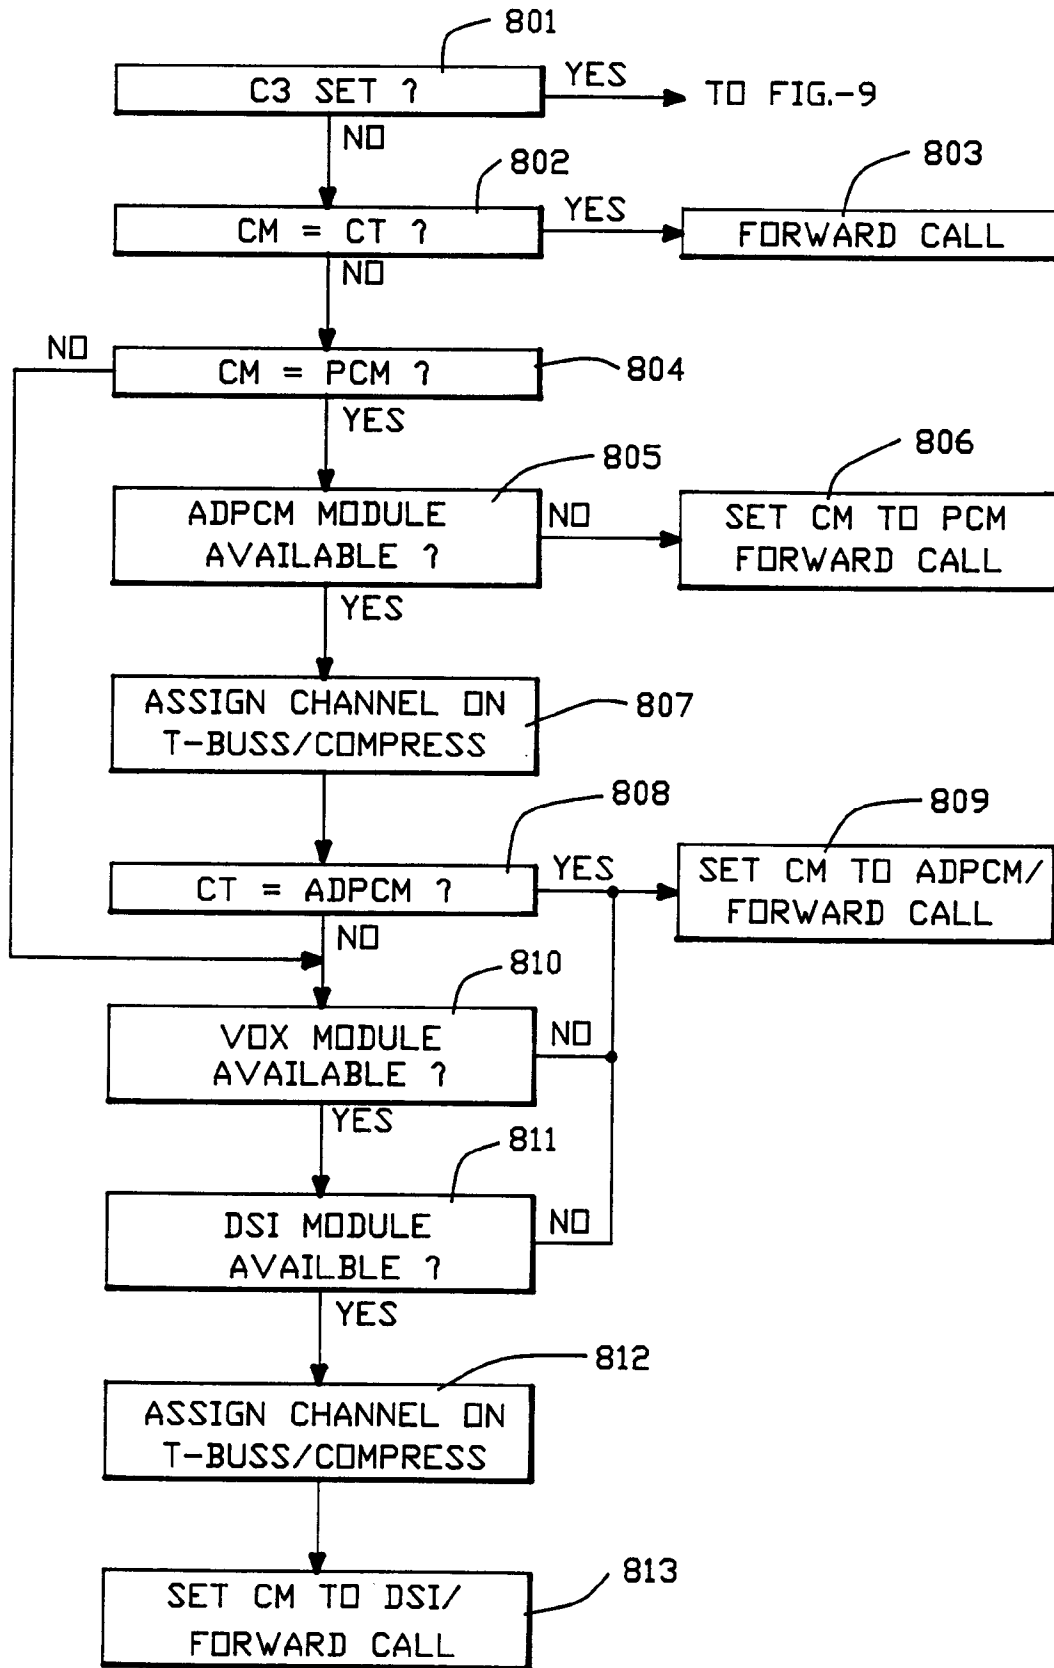 801
C3 SET ?
YES
TO FIG.-9
NO
802
803
CM = CT ?
YES
FORWARD CALL
NO
NO
CM = PCM ?
804
YES
805
806
ADPCM MODULE
AVAILABLE ?
NO
SET CM TO PCM
FORWARD CALL
YES
ASSIGN CHANNEL ON
T-BUSS/COMPRESS
807
808
809
CT = ADPCM ?
YES
SET CM TO ADPCM/
FORWARD CALL
NO
810
VOX MODULE
AVAILABLE ?
NO
YES
811
DSI MODULE
AVAILBLE ?
NO
YES
812
ASSIGN CHANNEL ON
T-BUSS/COMPRESS
813
SET CM TO DSI/
FORWARD CALL